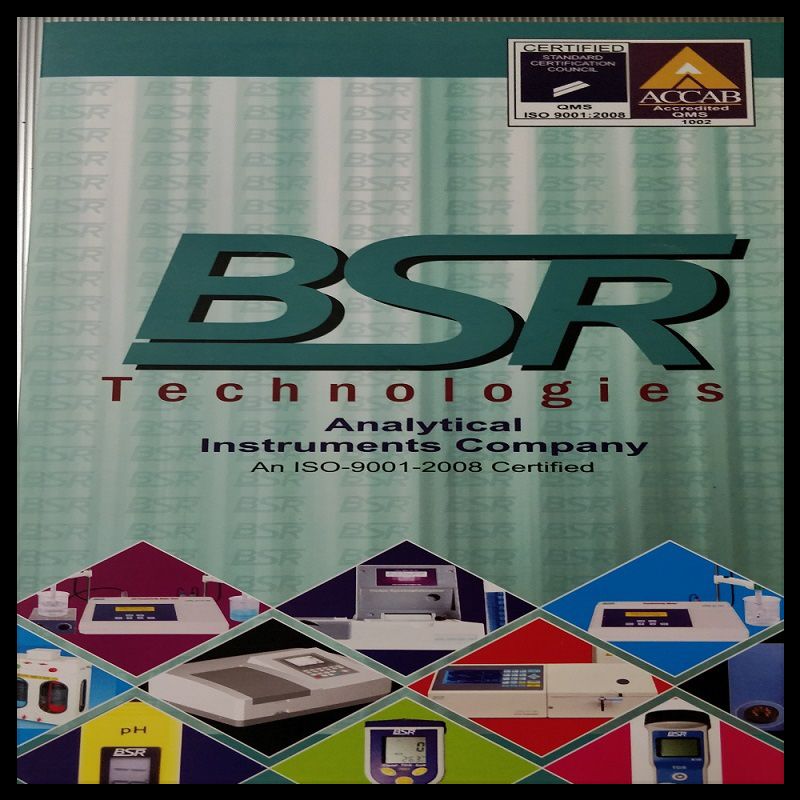 CERTIFIED
STANDARD
CERTIFICATION
COUNCIL
QMS
ISO 9001:2008
ACCAB
Accredited
QMS
1002
BSR
Technologies
Analytical
Instruments Company
An ISO-9001-2008 Certified
pH
BSR
BSR
BSR
TDS